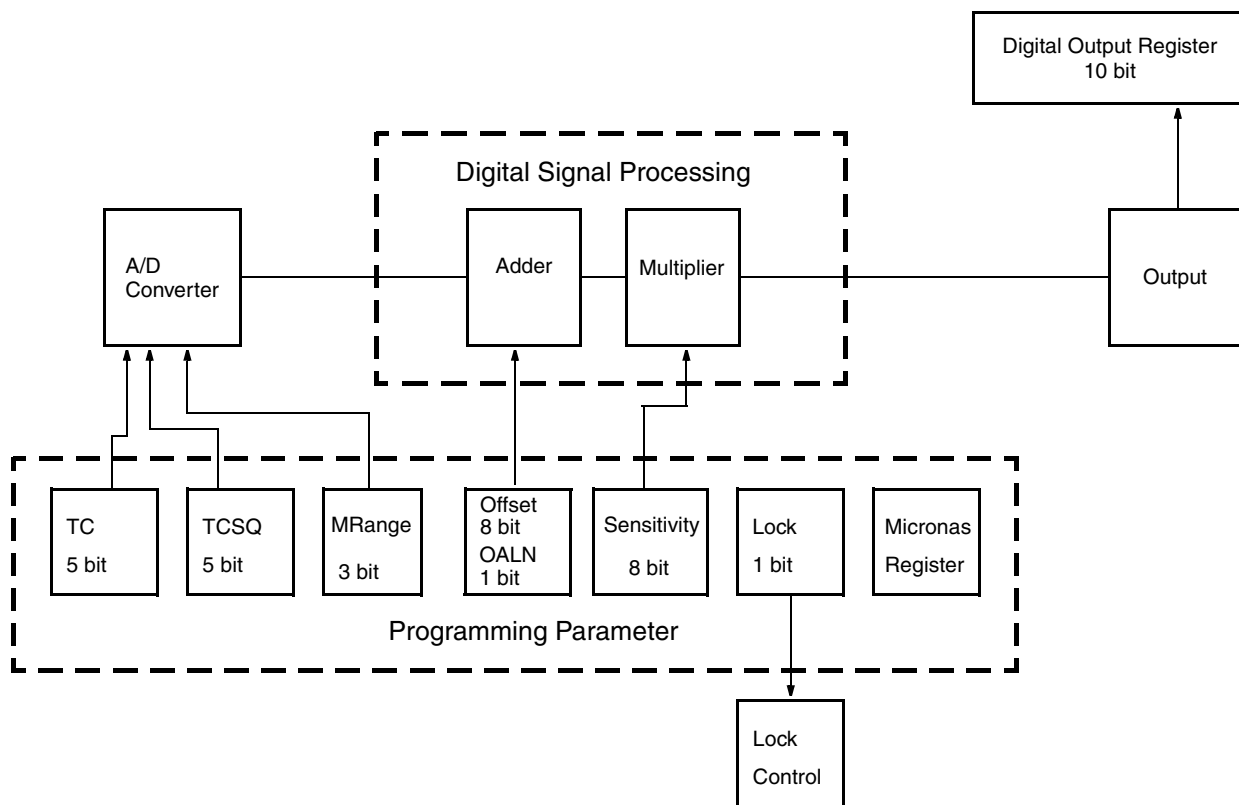 Digital Output Register
10 bit
Digital Signal Processing
A/D
Converter
Adder
Multiplier
Output
TC
5 bit
TCSQ
5 bit
MRange
3 bit
Offset
8 bit
OALN
1 bit
Sensitivity
8 bit
Lock
1 bit
Micronas
Register
Programming Parameter
Lock
Control